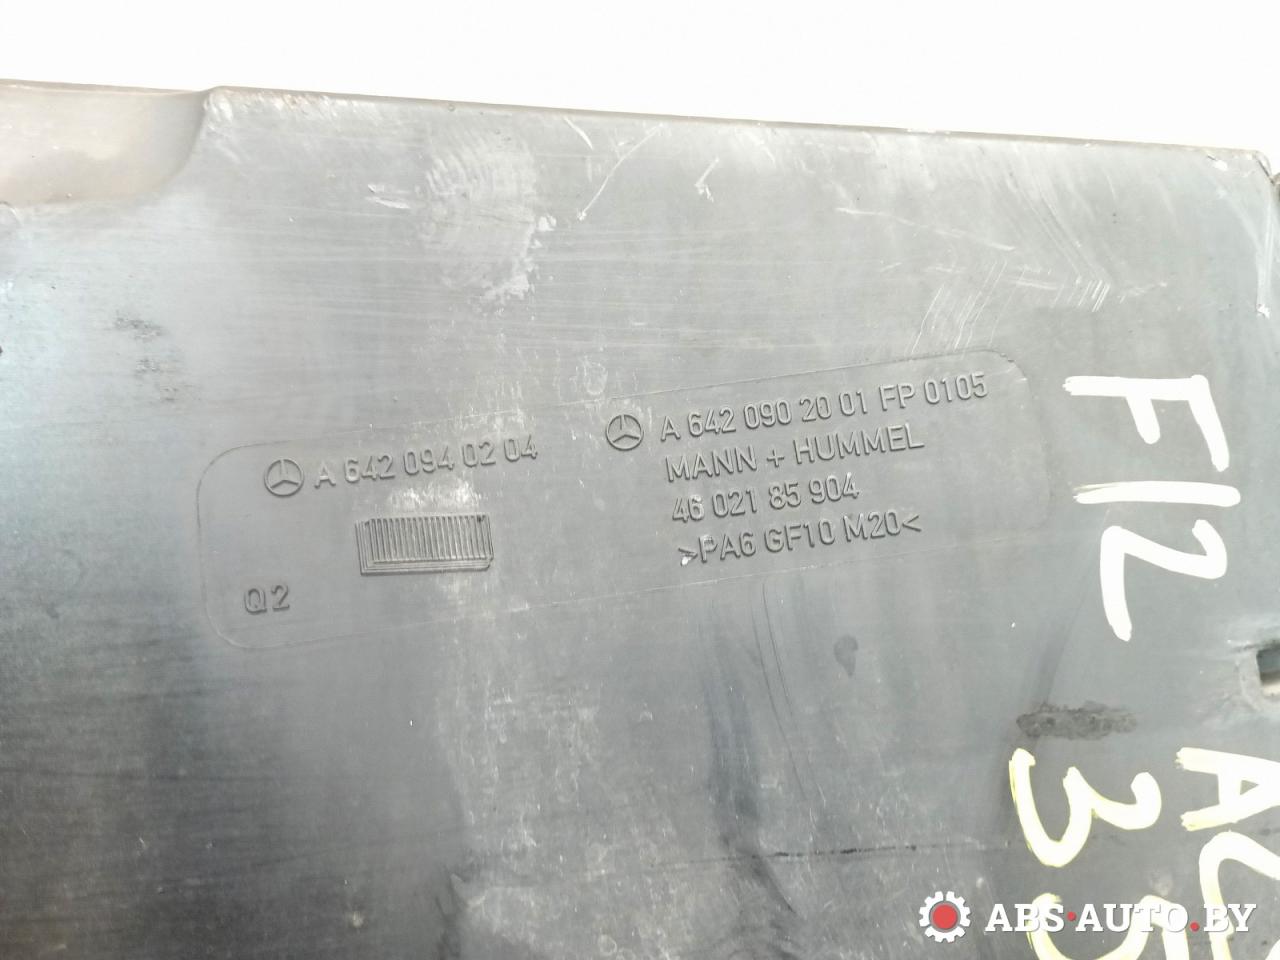 A 642 094 02 04
Q2
A 642 090 20 01 FP 0105
MANN + HUMMEL
46 021 85 904
>PA6 GF10 M20<
F12
35
ABS·AUTO.BY